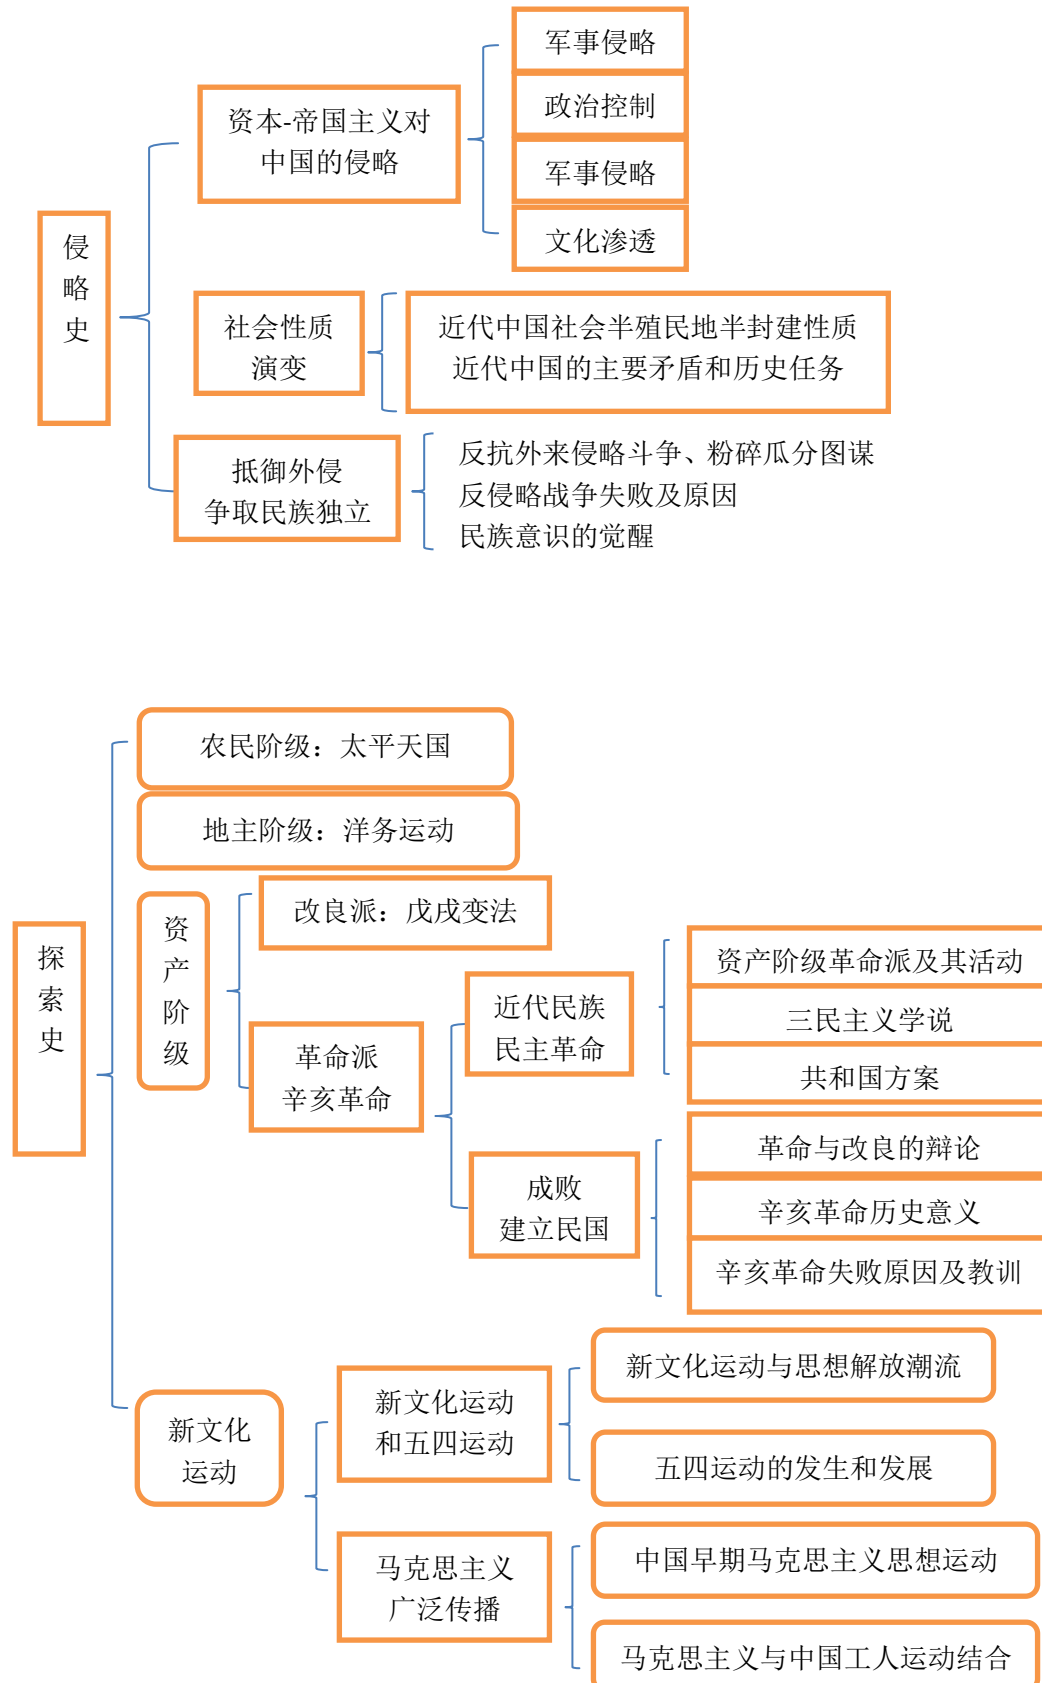 侵略史
资本-帝国主义对
中国的侵略
军事侵略
政治控制
军事侵略
文化渗透
社会性质
演变
近代中国社会半殖民地半封建性质
近代中国的主要矛盾和历史任务
抵御外侵
争取民族独立
反抗外来侵略斗争、粉碎瓜分图谋
反侵略战争失败及原因
民族意识的觉醒
探索史
农民阶级：太平天国
地主阶级：洋务运动
资产阶级
改良派：戊戌变法
革命派
辛亥革命
近代民族
民主革命
资产阶级革命派及其活动
三民主义学说
共和国方案
成败
建立民国
革命与改良的辩论
辛亥革命历史意义
辛亥革命失败原因及教训
新文化
运动
新文化运动
和五四运动
新文化运动与思想解放潮流
五四运动的发生和发展
马克思主义
广泛传播
中国早期马克思主义思想运动
马克思主义与中国工人运动结合